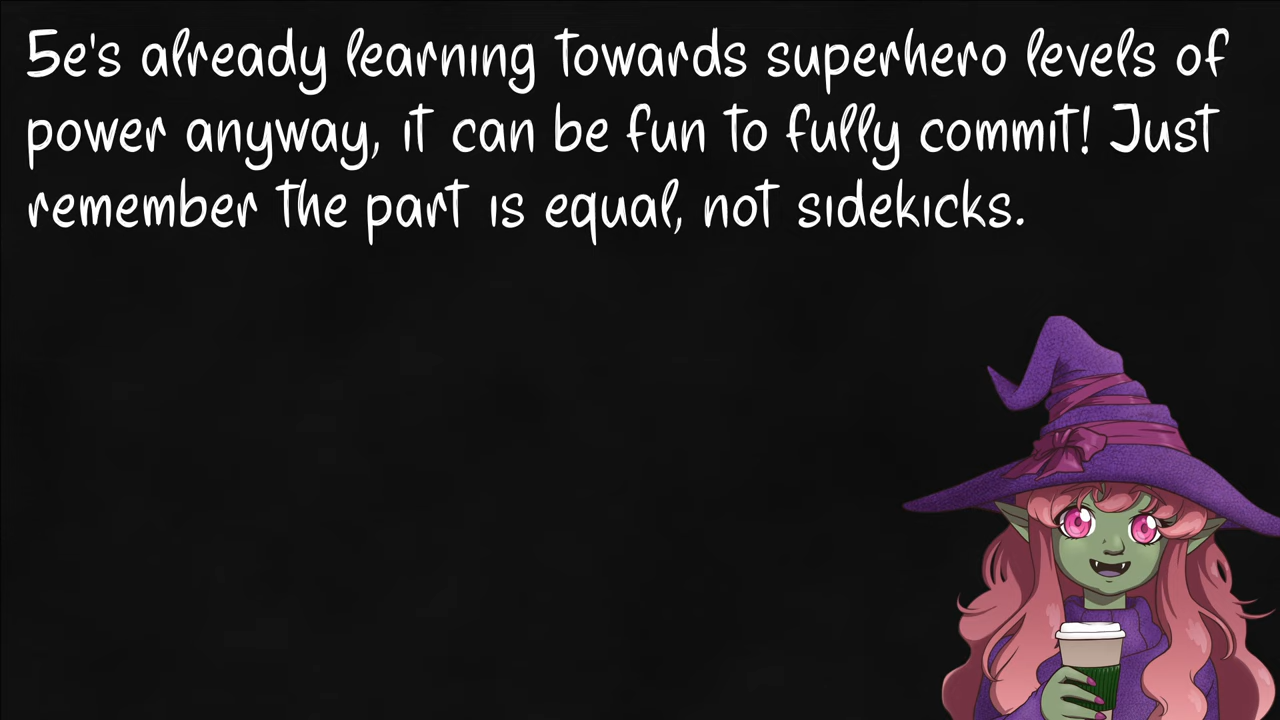 5e's already learning towards superhero levels of
power anyway, it can be fun to fully commit! Just
remember the part is equal, not sidekicks.